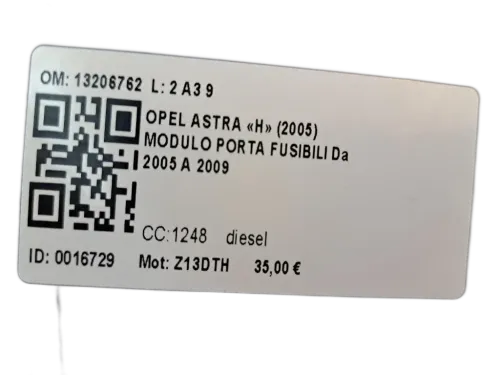 OM: 13206762 L: 2 A3 9
OPEL ASTRA «H» (2005)
MODULO PORTA FUSIBILI Da
2005 A 2009
CC:1248 diesel
ID: 0016729 Mot: Z13DTH 35,00 €